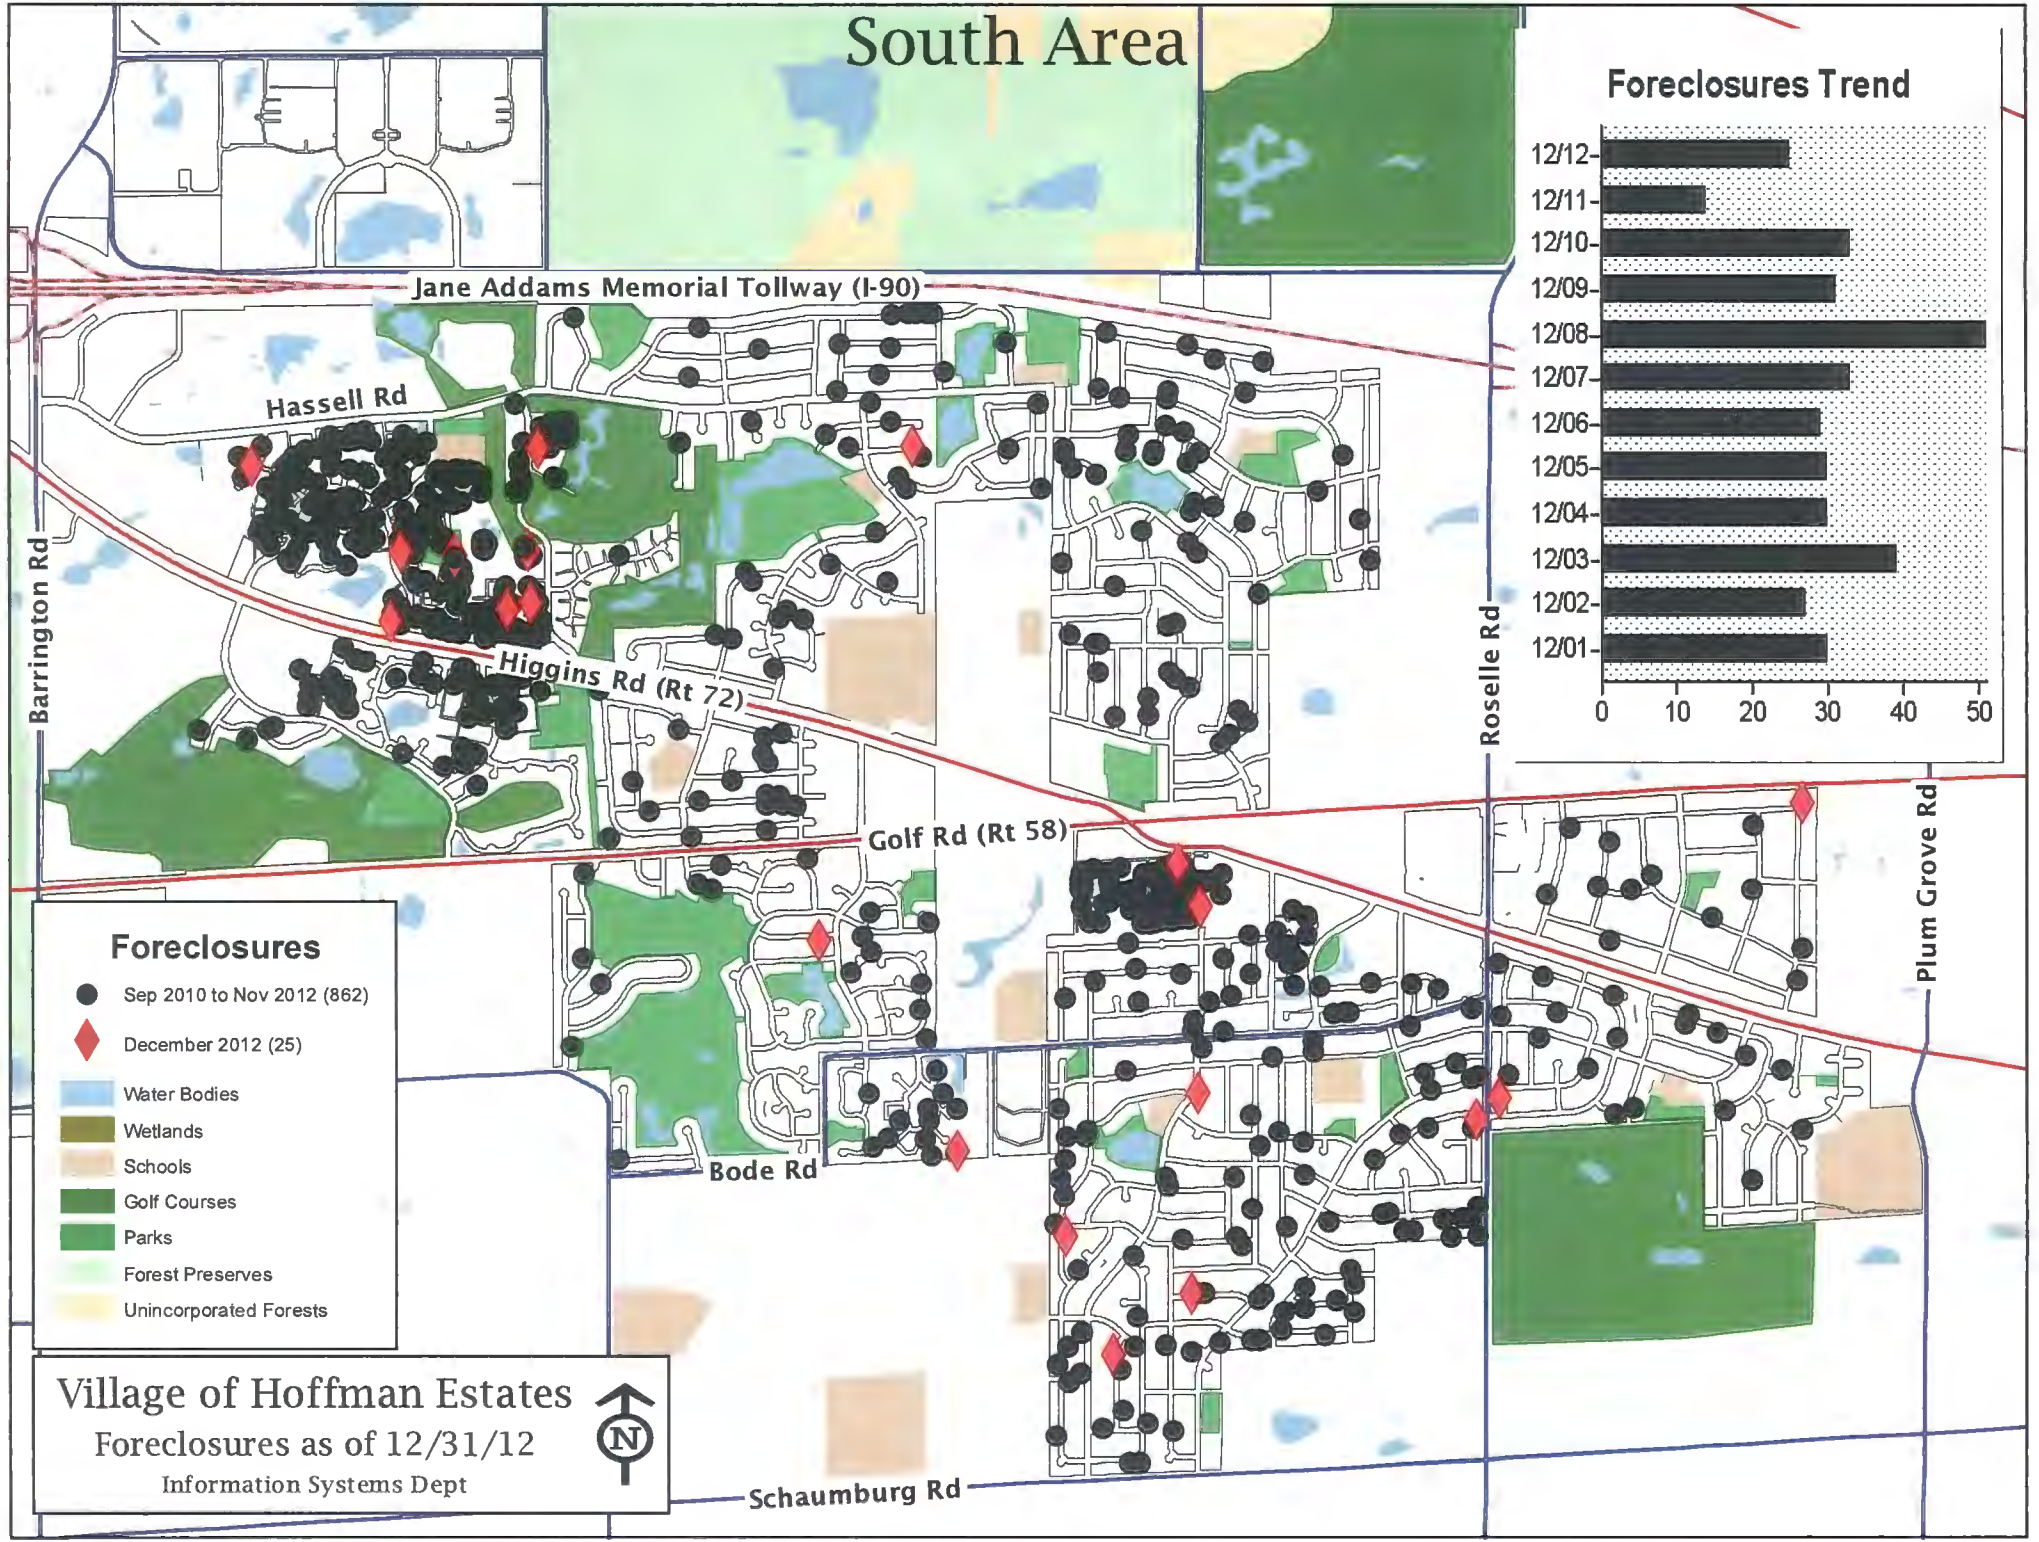 South Area
Foreclosures Trend
12/12
12/11
12/10
12/09
12/08
12/07
12/06
12/05
12/04
12/03
12/02
12/01
0 10 20 30 40 50
Jane Addams Memorial Tollway (I-90)
Hassell Rd
Barrington Rd
Higgins Rd (Rt 72)
Roselle Rd
Golf Rd (Rt 58)
Plum Grove Rd
Bode Rd
Schaumburg Rd
Foreclosures
Sep 2010 to Nov 2012 (862)
December 2012 (25)
Water Bodies
Wetlands
Schools
Golf Courses
Parks
Forest Preserves
Unincorporated Forests
Village of Hoffman Estates
Foreclosures as of 12/31/12
Information Systems Dept
N